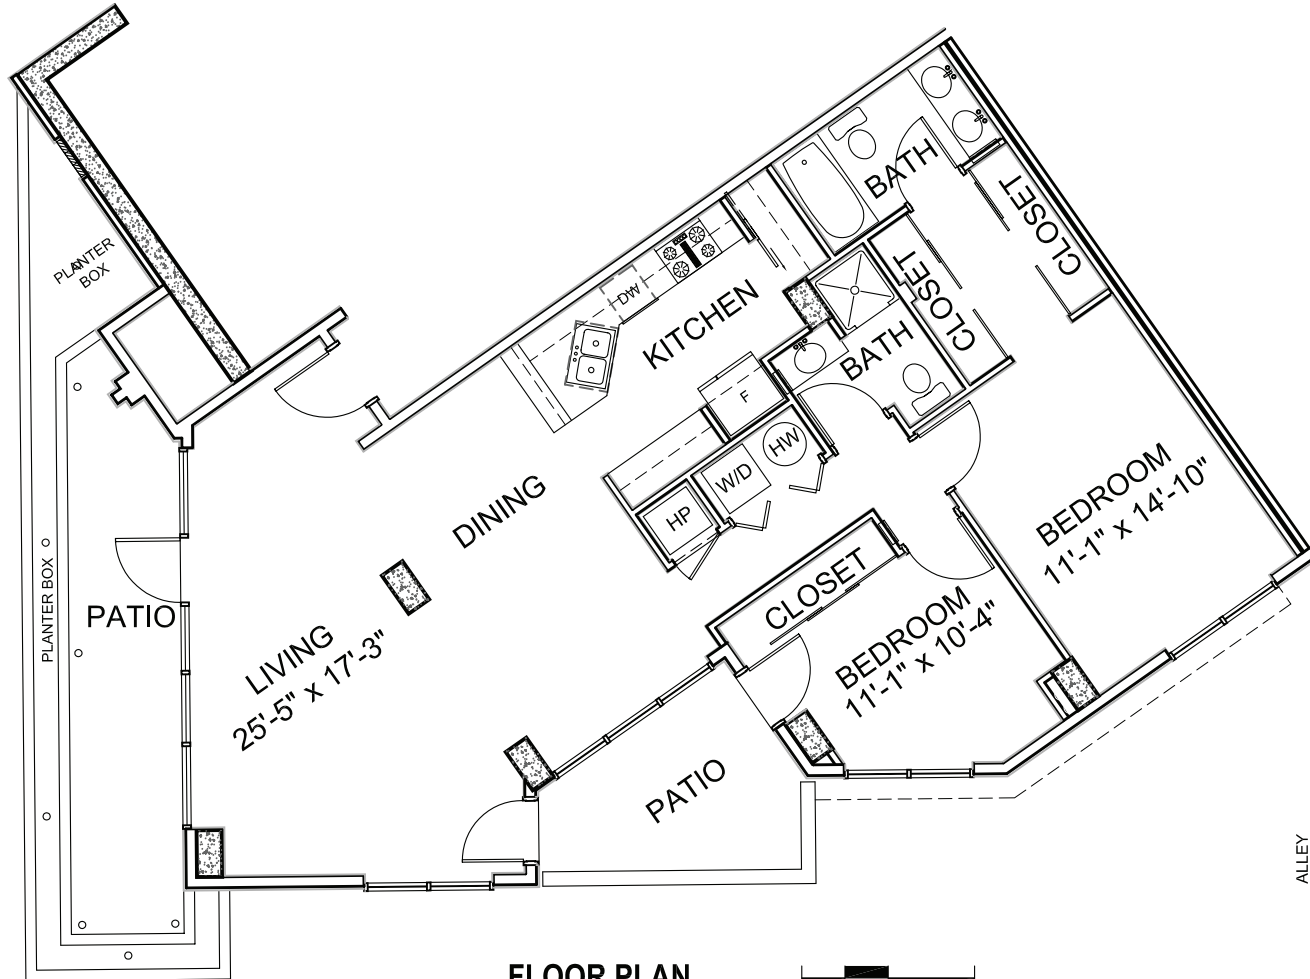 PLANTER
BOX
PLANTER BOX
PATIO
LIVING
25'-5" x 17'-3"
DINING
KITCHEN
DW
F
HP
W/D
HW
BATH
BATH
CLOSET
CLOSET
CLOSET
BEDROOM
11'-1" x 14'-10"
BEDROOM
11'-1" x 10'-4"
PATIO
ALLEY
FLOOR PLAN